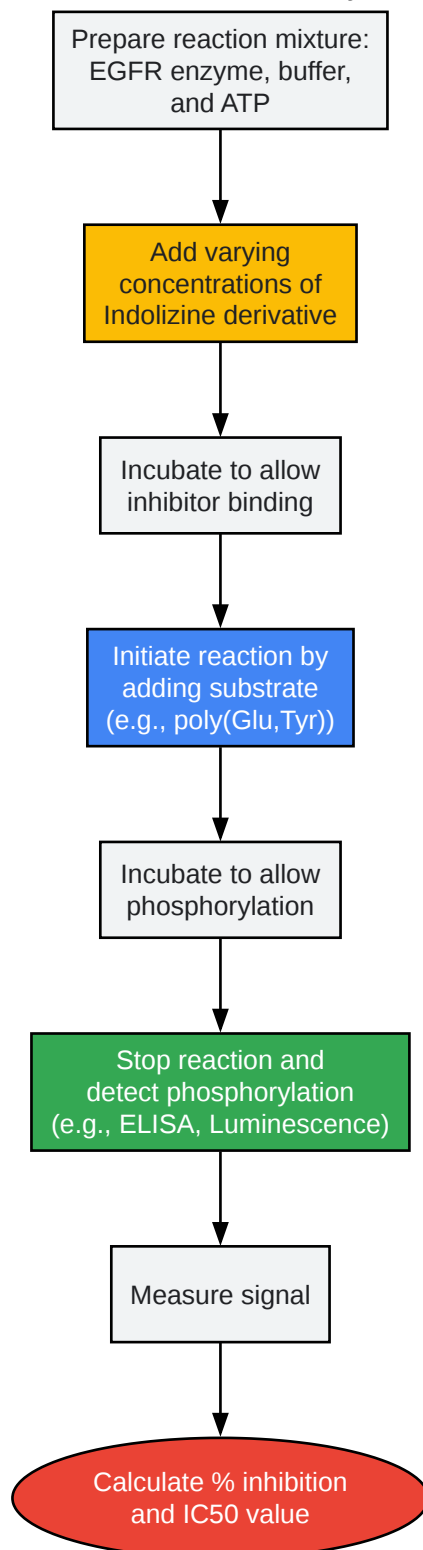 Prepare reaction mixture:
EGFR enzyme, buffer,
and ATP
Add varying
concentrations of
Indolizine derivative
Incubate to allow
inhibitor binding
Initiate reaction by
adding substrate
(e.g., poly(Glu,Tyr))
Incubate to allow
phosphorylation
Stop reaction and
detect phosphorylation
(e.g., ELISA, Luminescence)
Measure signal
Calculate % inhibition
and IC50 value